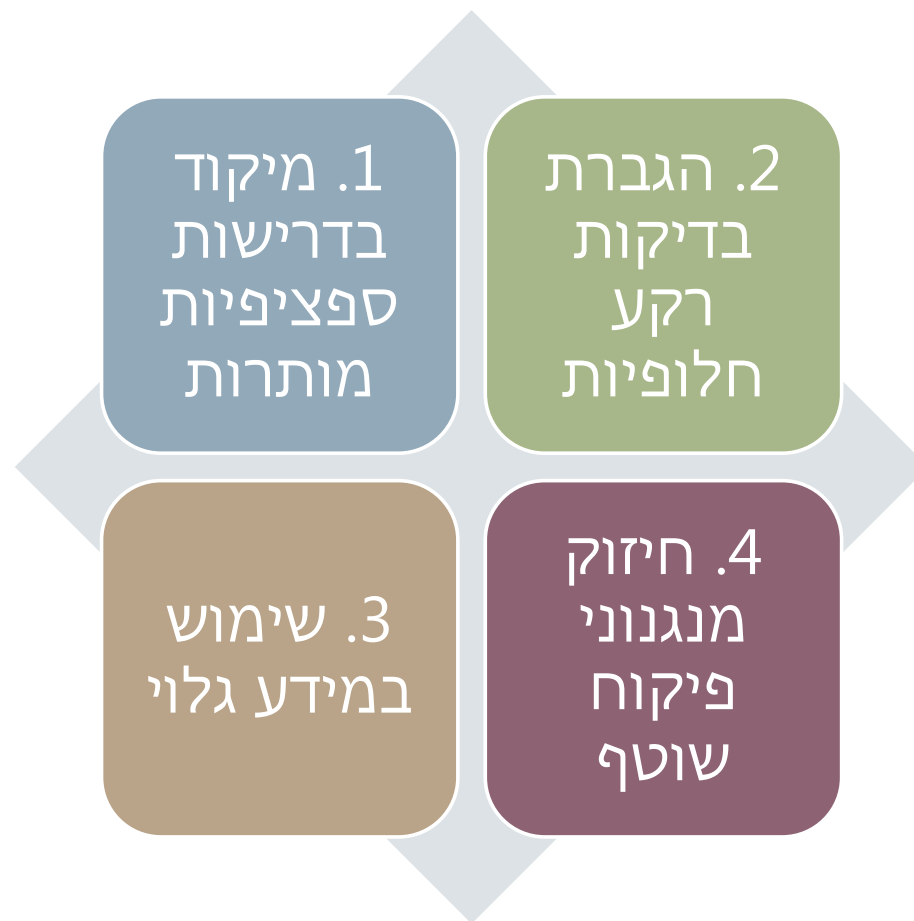 1. מיקוד
בדרישות
ספציפיות
מותרות
2. הגברת
בדיקות
רקע
חלופיות
3. שימוש
במידע גלוי
4. חיזוק
מנגנוני
פיקוח
שוטף